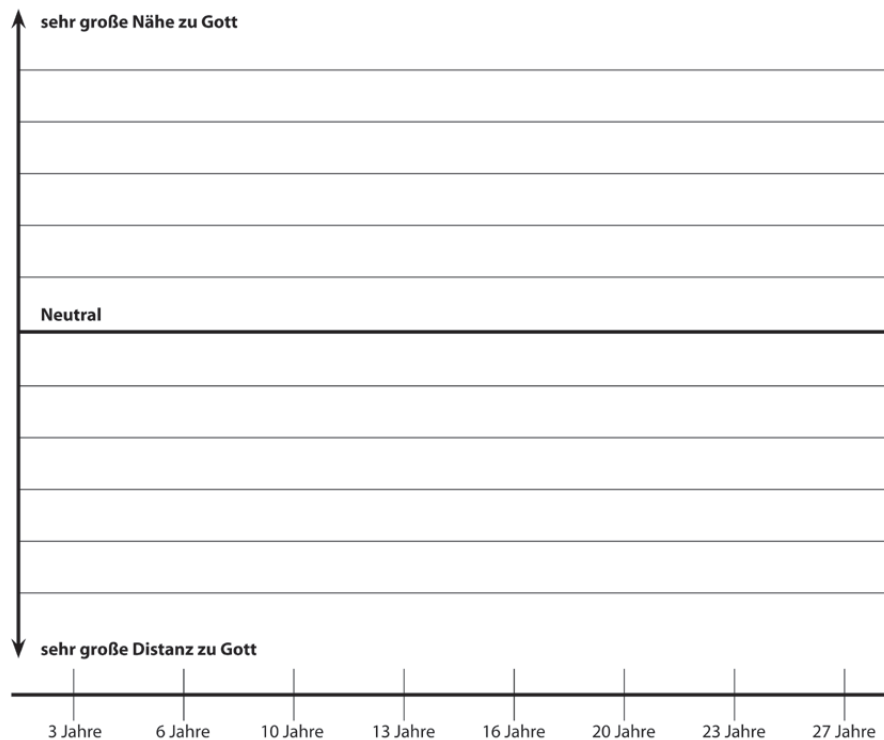 sehr große Nähe zu Gott
Neutral
sehr große Distanz zu Gott
3 Jahre 6 Jahre 10 Jahre 13 Jahre 16 Jahre 20 Jahre 23 Jahre 27 Jahre